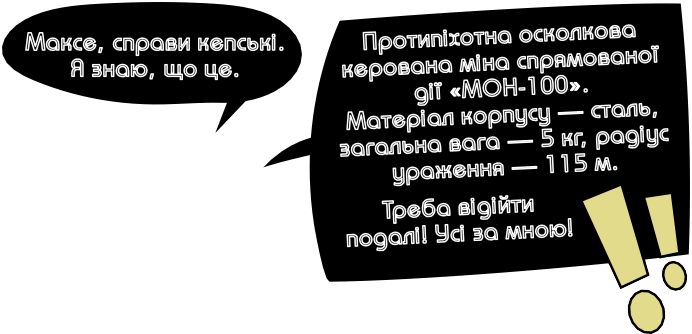 Максе, справи кепські.
Я знаю, що це.
Протипіхотна осколкова
керована міна спрямованої
дії «МОН-100».
Матеріал корпусу — сталь,
загальна вага — 5 кг, радіус
ураження — 115 м.
Треба відійти
подалі! Усі за мною!